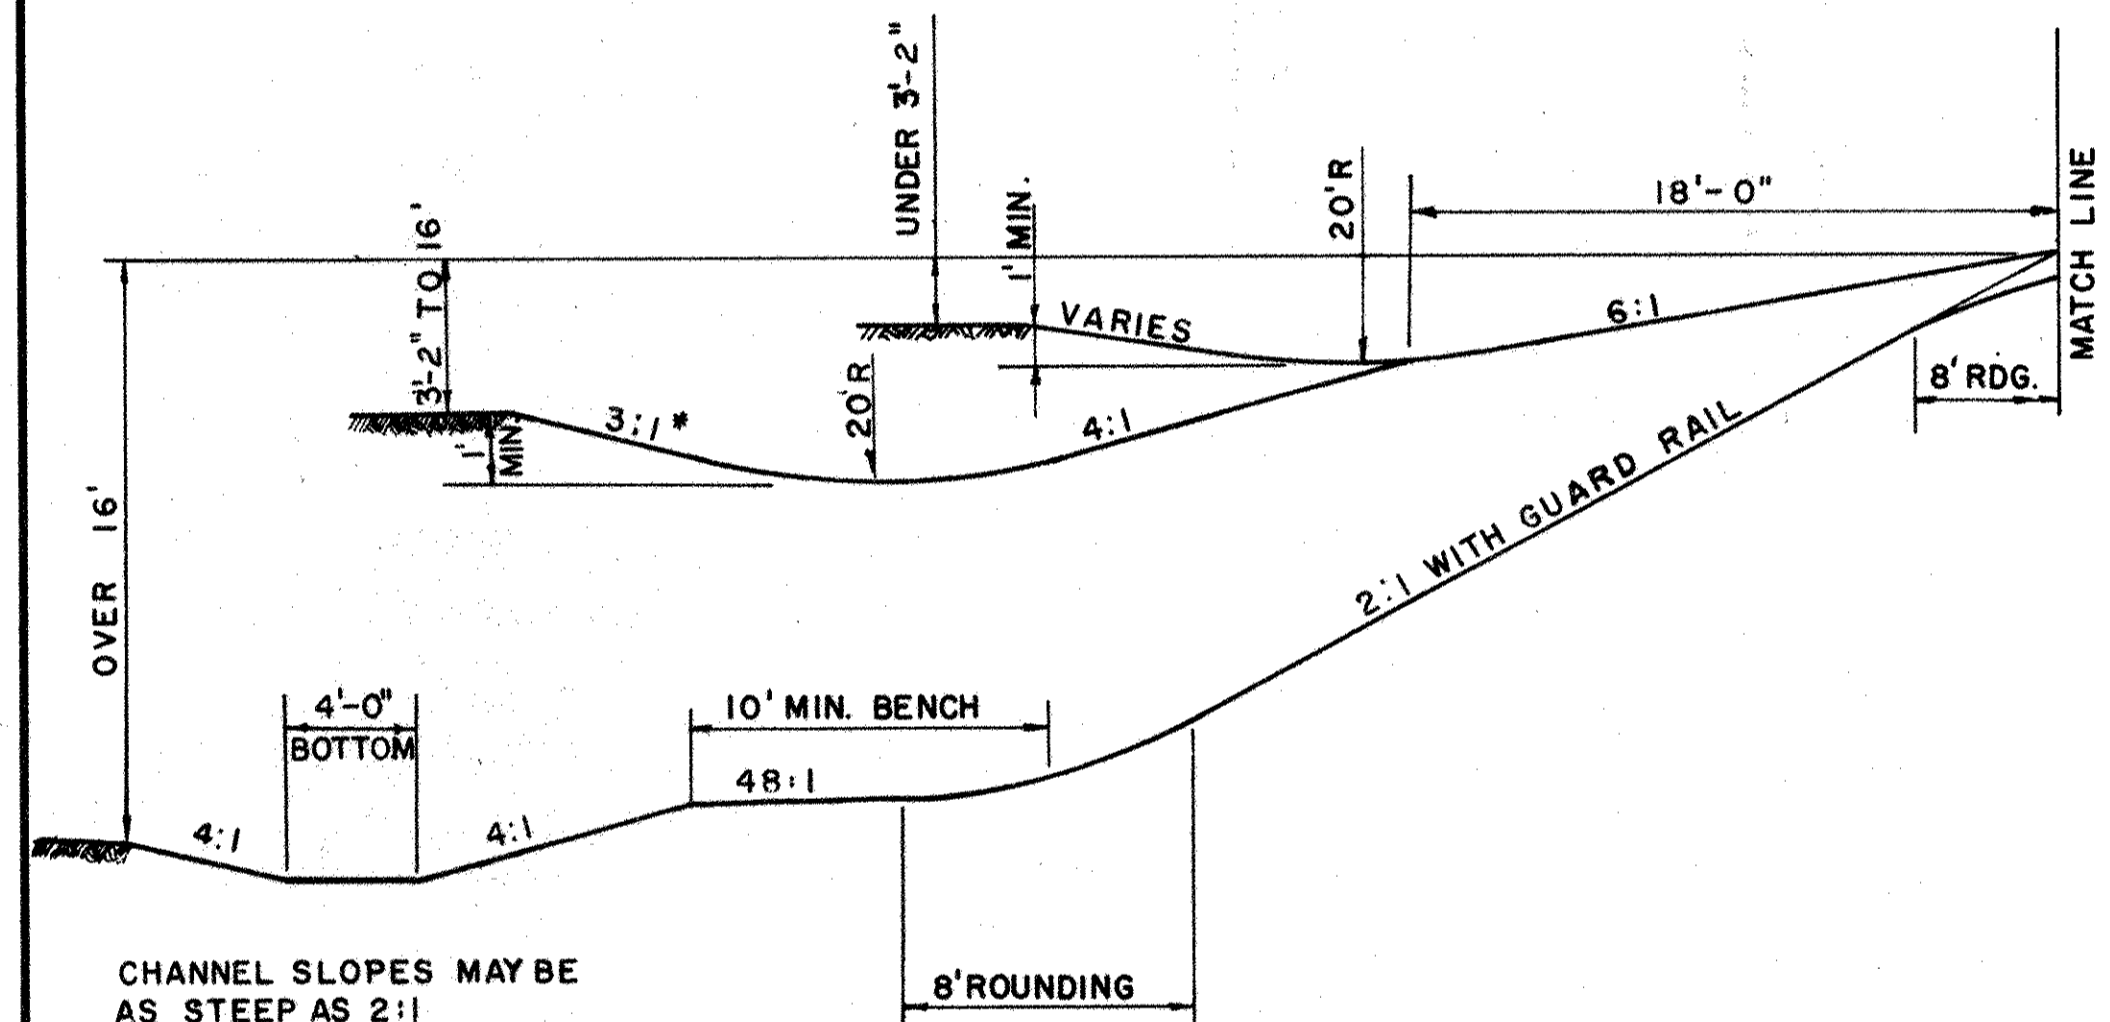 UNDER 3'-2"
1' MIN.
20'R
18'-0"
MATCH LINE
3'-2" TO 16'
VARIES
6:1
8' RDG.
3:1*
1'
MIN.
20'R
4:1
2:1 WITH GUARD RAIL
OVER 16'
4'-0"
BOTTOM
10' MIN. BENCH
48:1
4:1
4:1
8' ROUNDING
CHANNEL SLOPES MAY BE
AS STEEP AS 2:1